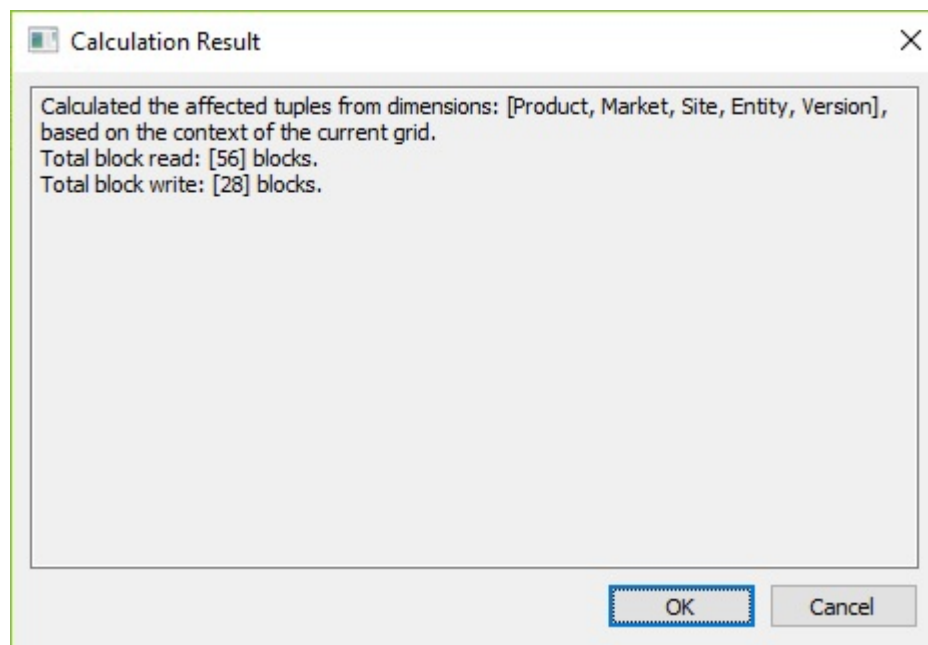 Calculation Result
Calculated the affected tuples from dimensions: [Product, Market, Site, Entity, Version],
based on the context of the current grid.
Total block read: [56] blocks.
Total block write: [28] blocks.
OK
Cancel